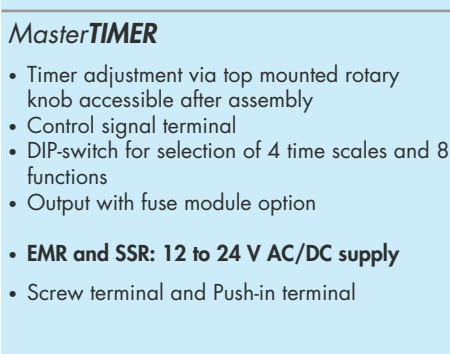 MasterTIMER
• Timer adjustment via top mounted rotary
knob accessible after assembly
• Control signal terminal
• DIP-switch for selection of 4 time scales and 8
functions
• Output with fuse module option
• EMR and SSR: 12 to 24 V AC/DC supply
• Screw terminal and Push-in terminal